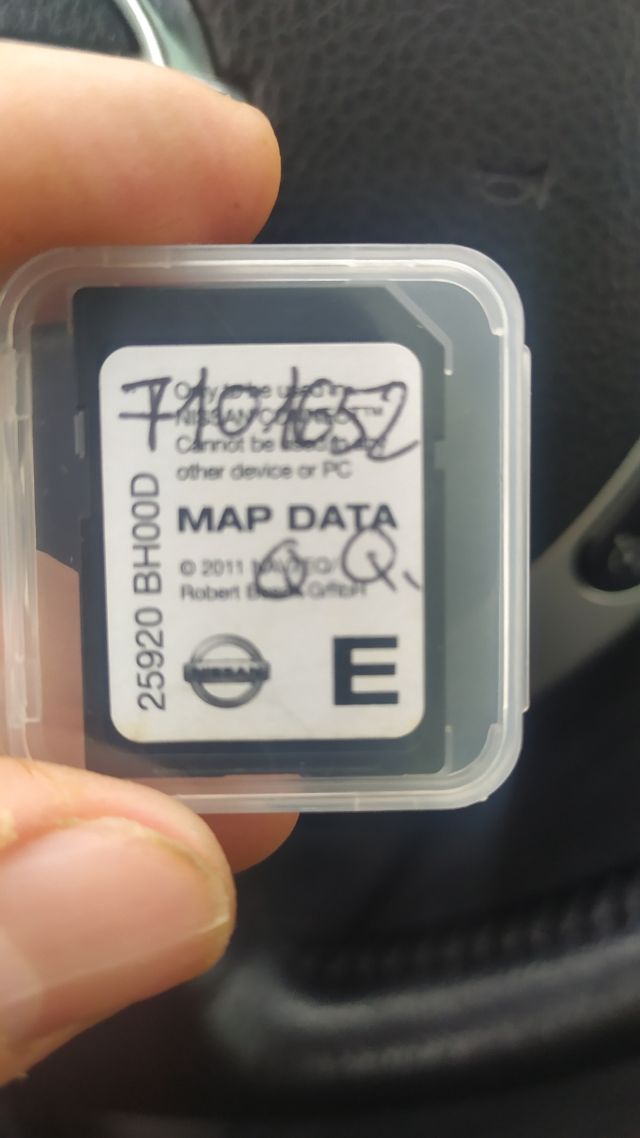 Only to be used in a
NISSAN CONNECT™
Cannot be used in any
other device or PC
MAP DATA
© 2011 NAVTEQ/
Robert Bosch GmbH
25920 BH00D
NISSAN
E